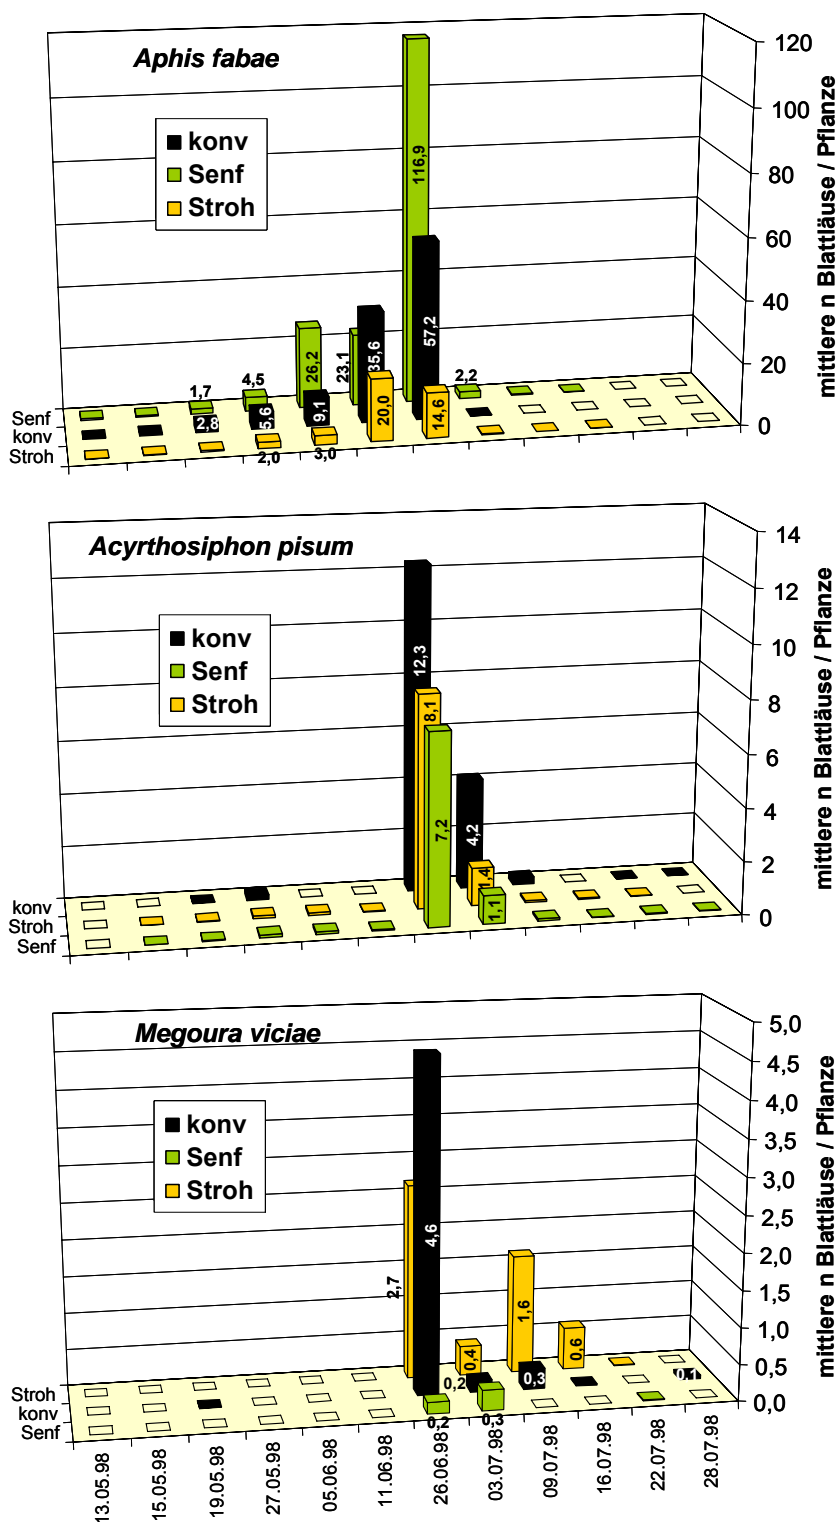 Aphis fabae
konv
Senf
Stroh
120
100
80
60
40
20
0
mittlere n Blattläuse / Pflanze
116,9
57,2
35,6
23,1
26,2
9,1
4,5
5,6
1,7
2,8
2,0
3,0
20,0
14,6
2,2
Senf
konv
Stroh
Acyrthosiphon pisum
konv
Senf
Stroh
14
12
10
8
6
4
2
0
mittlere n Blattläuse / Pflanze
12,3
8,1
7,2
4,2
1,4
1,1
konv
Stroh
Senf
Megoura viciae
konv
Senf
Stroh
5,0
4,5
4,0
3,5
3,0
2,5
2,0
1,5
1,0
0,5
0,0
mittlere n Blattläuse / Pflanze
2,7
4,6
0,4
1,6
0,6
0,2
0,3
0,1
0,2
0,3
Stroh
konv
Senf
13.05.98
15.05.98
19.05.98
27.05.98
05.06.98
11.06.98
26.06.98
03.07.98
09.07.98
16.07.98
22.07.98
28.07.98